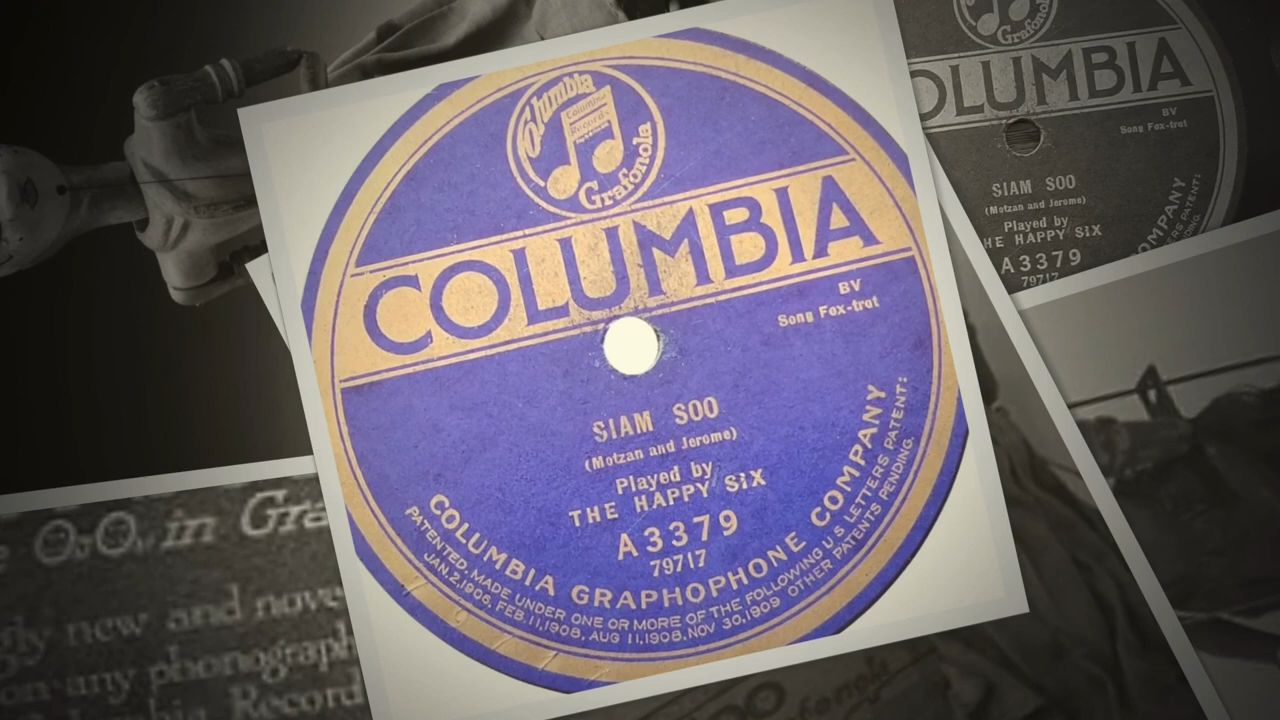 Columbia
Columbia
Records
Grafonola
COLUMBIA
BV
Song Fox-trot
SIAM SOO
(Motzan and Jerome)
Played by
THE HAPPY SIX
A3379
79717
COLUMBIA GRAPHOPHONE COMPANY
PATENTED. MADE UNDER ONE OR MORE OF THE FOLLOWING U S LETTERS PATENT:
JAN.2,1906, FEB.11,1908, AUG 11,1908, NOV 30,1909 OTHER PATENTS PENDING.
Grafonola
OLUMBIA
BV
Song Fox-trot
SIAM SOO
(Motzan and Jerome)
Played by
HE HAPPY SIX
A3379
79717
OMPANY
PATENT:
in Gra
gly new and nove
on any phonograph
Record